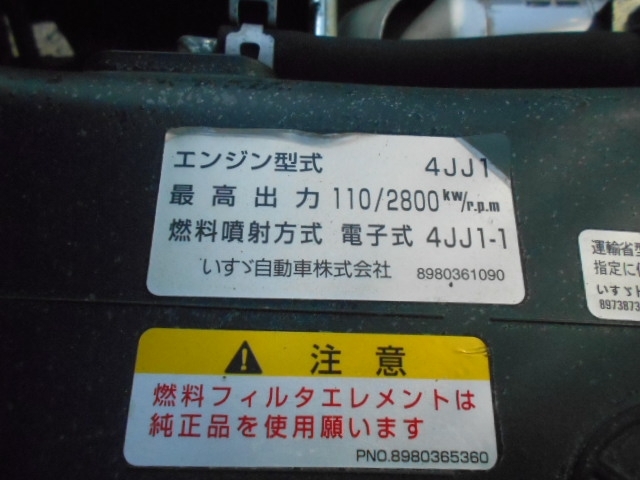 エンジン型式 4JJ1
最高出力 110/2800 kw/r.p.m
燃料噴射方式 電子式 4JJ1-1
いすゞ自動車株式会社 8980361090
運輸省型
指定に
いすゞ
8973873
注意
燃料フィルタエレメントは
純正品を使用願います
PNO.8980365360